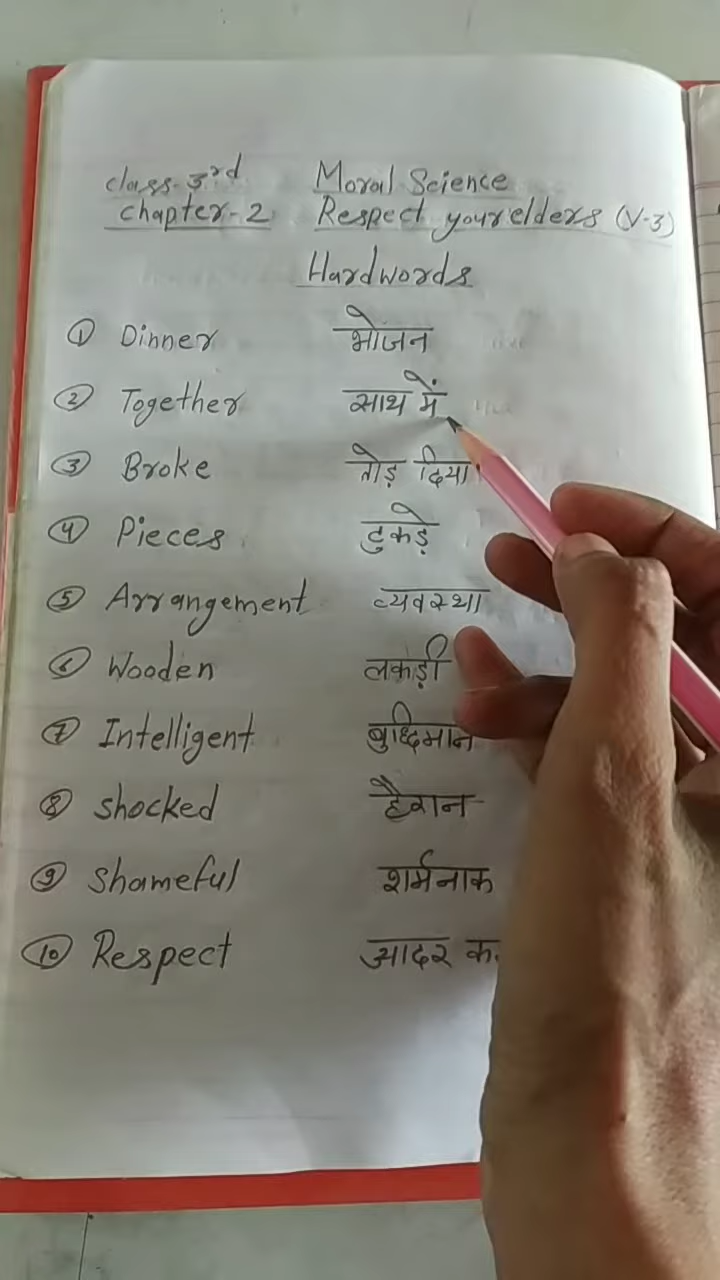 class-3rd Moral Science
chapter-2 Respect your elders (V-3)
Hardwords
① Dinner भोजन
② Together साथ में
③ Broke तोड़ दिया
④ Pieces टुकड़े
⑤ Arrangement व्यवस्था
⑥ Wooden लकड़ी
⑦ Intelligent बुद्धिमान
⑧ shocked हैरान
⑨ shameful शर्मनाक
⑩ Respect आदर